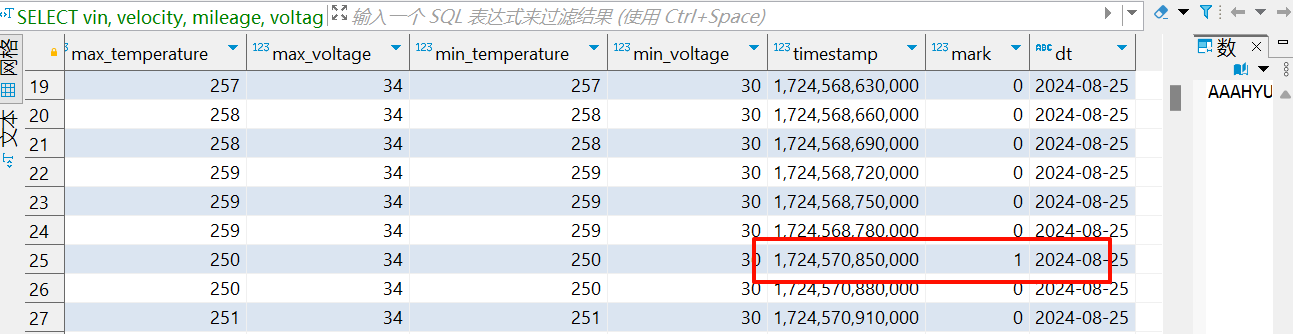 SELECT vin, velocity, mileage, voltag 输入一个 SQL 表达式来过滤结果 (使用 Ctrl+Space)
网格
文本
max_temperature 123 max_voltage 123 min_temperature 123 min_voltage 123 timestamp 123 mark ABC dt
数
19 257 34 257 30 1,724,568,630,000 0 2024-08-25
AAAHYU
20 258 34 258 30 1,724,568,660,000 0 2024-08-25
21 258 34 258 30 1,724,568,690,000 0 2024-08-25
22 259 34 259 30 1,724,568,720,000 0 2024-08-25
23 259 34 259 30 1,724,568,750,000 0 2024-08-25
24 259 34 259 30 1,724,568,780,000 0 2024-08-25
25 250 34 250 30 1,724,570,850,000 1 2024-08-25
26 250 34 250 30 1,724,570,880,000 0 2024-08-25
27 251 34 251 30 1,724,570,910,000 0 2024-08-25